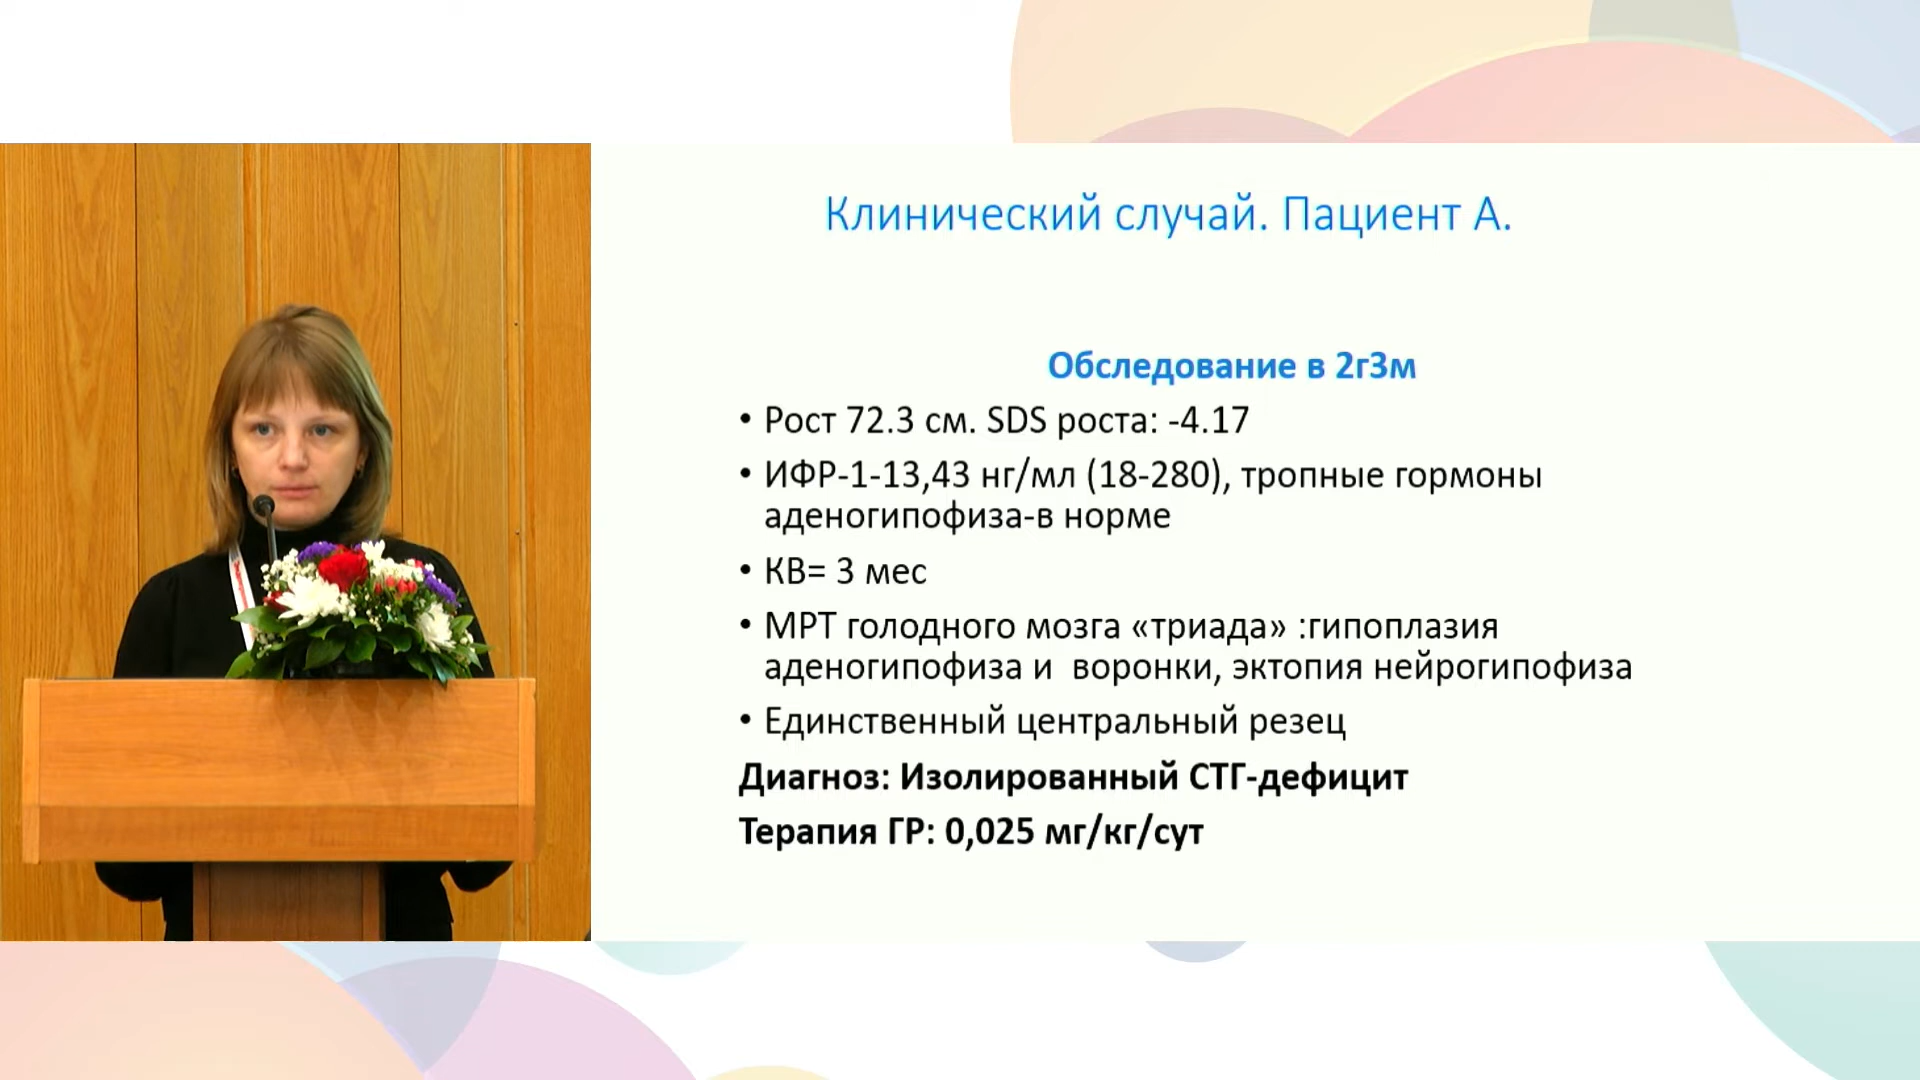 Клинический случай. Пациент А.
Обследование в 2г3м
• Рост 72.3 см. SDS роста: -4.17
• ИФР-1-13,43 нг/мл (18-280), тропные гормоны
аденогипофиза-в норме
• КВ= 3 мес
• МРТ голодного мозга «триада» :гипоплазия
аденогипофиза и воронки, эктопия нейрогипофиза
• Единственный центральный резец
Диагноз: Изолированный СТГ-дефицит
Терапия ГР: 0,025 мг/кг/сут